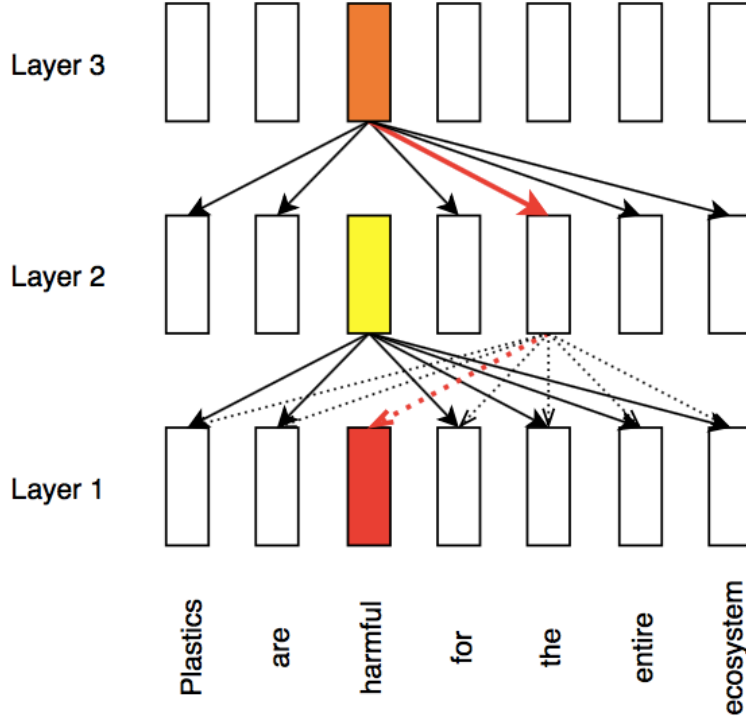 Layer 3
Layer 2
Layer 1
Plastics
are
harmful
for
the
entire
ecosystem